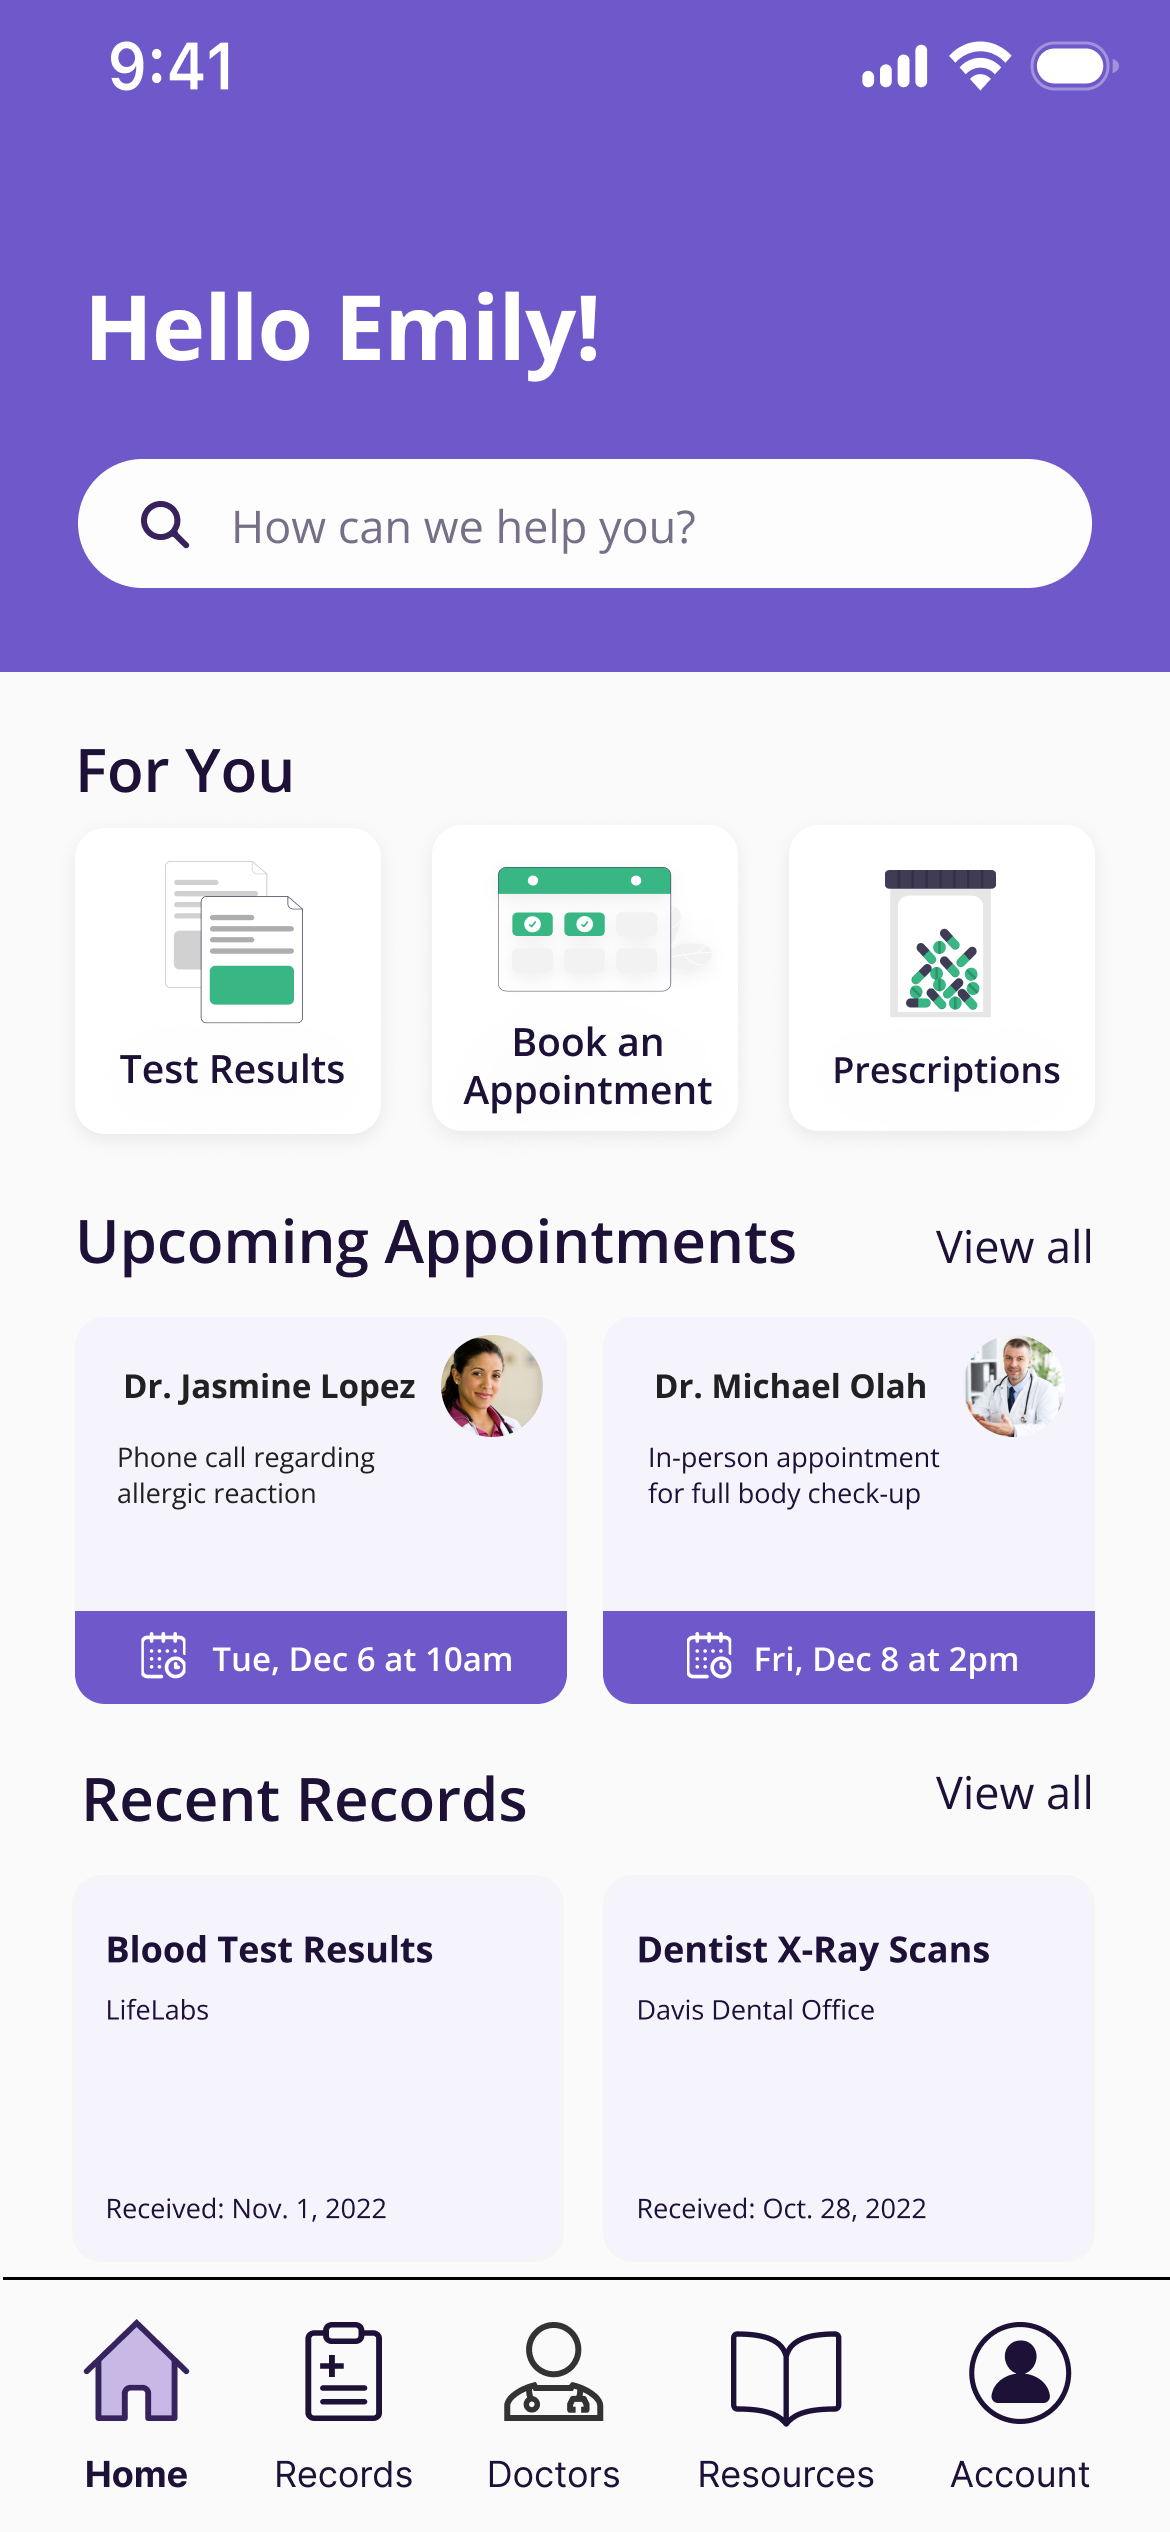 9:41
Hello Emily!
How can we help you?
For You
Test Results
Book an
Appointment
Prescriptions
Upcoming Appointments
View all
Dr. Jasmine Lopez
Phone call regarding
allergic reaction
Tue, Dec 6 at 10am
Dr. Michael Olah
In-person appointment
for full body check-up
Fri, Dec 8 at 2pm
Recent Records
View all
Blood Test Results
LifeLabs
Received: Nov. 1, 2022
Dentist X-Ray Scans
Davis Dental Office
Received: Oct. 28, 2022
Home
Records
Doctors
Resources
Account